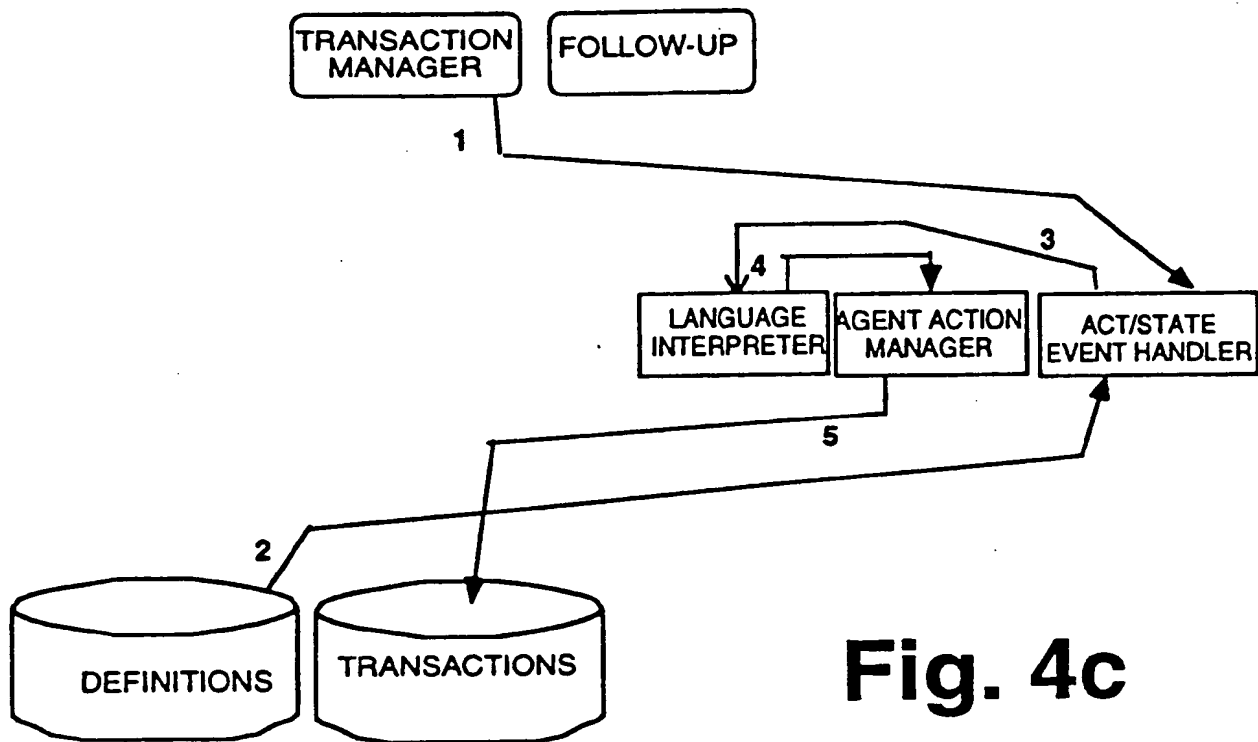 TRANSACTION
MANAGER
FOLLOW-UP
1
3
4
LANGUAGE
INTERPRETER
AGENT ACTION
MANAGER
ACT/STATE
EVENT HANDLER
5
2
DEFINITIONS
TRANSACTIONS
Fig. 4c